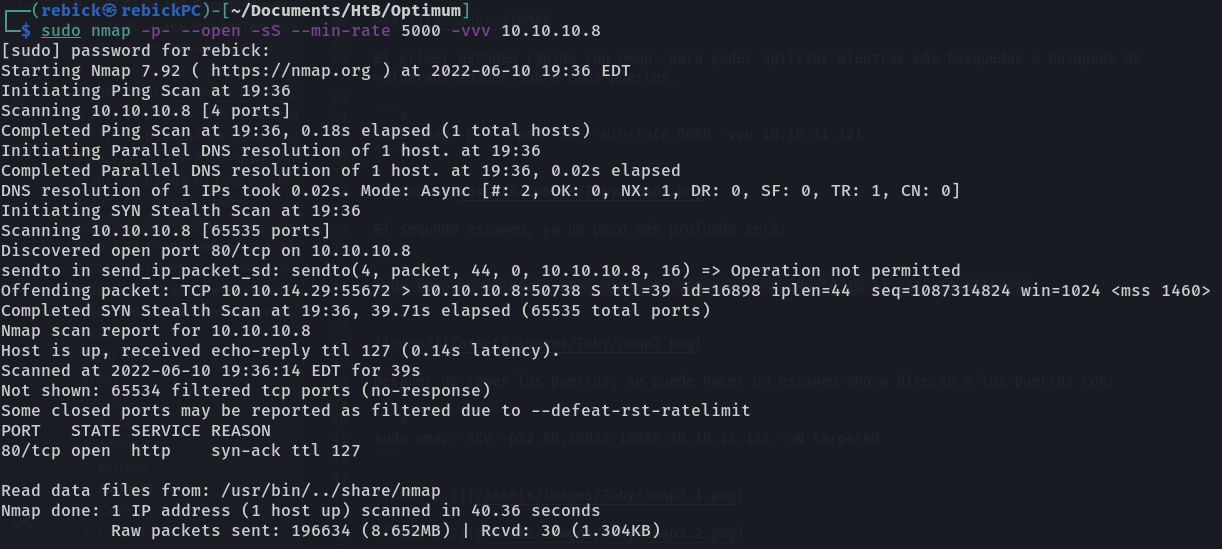 ┌──(rebick㉿rebickPC)-[~/Documents/HtB/Optimum]
└─$ sudo nmap -p- --open -sS --min-rate 5000 -vvv 10.10.10.8
[sudo] password for rebick:
Starting Nmap 7.92 ( https://nmap.org ) at 2022-06-10 19:36 EDT
Initiating Ping Scan at 19:36
Scanning 10.10.10.8 [4 ports]
Completed Ping Scan at 19:36, 0.18s elapsed (1 total hosts)
Initiating Parallel DNS resolution of 1 host. at 19:36
Completed Parallel DNS resolution of 1 host. at 19:36, 0.02s elapsed
DNS resolution of 1 IPs took 0.02s. Mode: Async [#: 2, OK: 0, NX: 1, DR: 0, SF: 0, TR: 1, CN: 0]
Initiating SYN Stealth Scan at 19:36
Scanning 10.10.10.8 [65535 ports]
Discovered open port 80/tcp on 10.10.10.8
sendto in send_ip_packet_sd: sendto(4, packet, 44, 0, 10.10.10.8, 16) => Operation not permitted
Offending packet: TCP 10.10.14.29:55672 > 10.10.10.8:50738 S ttl=39 id=16898 iplen=44  seq=1087314824 win=1024 <mss 1460>
Completed SYN Stealth Scan at 19:36, 39.71s elapsed (65535 total ports)
Nmap scan report for 10.10.10.8
Host is up, received echo-reply ttl 127 (0.14s latency).
Scanned at 2022-06-10 19:36:14 EDT for 39s
Not shown: 65534 filtered tcp ports (no-response)
Some closed ports may be reported as filtered due to --defeat-rst-ratelimit
PORT   STATE SERVICE REASON
80/tcp open  http    syn-ack ttl 127
Read data files from: /usr/bin/../share/nmap
Nmap done: 1 IP address (1 host up) scanned in 40.36 seconds
           Raw packets sent: 196634 (8.652MB) | Rcvd: 30 (1.304KB)